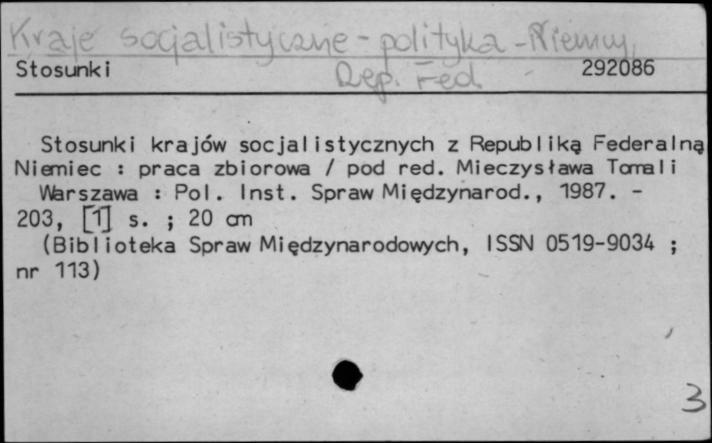 Kraje socjalistyczne - polityka - Niemcy,
Rep. Fed.
Stosunki 292086
Stosunki krajów socjalistycznych z Republiką Federalną
Niemiec : praca zbiorowa / pod red. Mieczysława Tomali
Warszawa : Pol. Inst. Spraw Międzynarod., 1987. -
203, [1] s. ; 20 cm
(Biblioteka Spraw Międzynarodowych, ISSN 0519-9034 ;
nr 113)
3